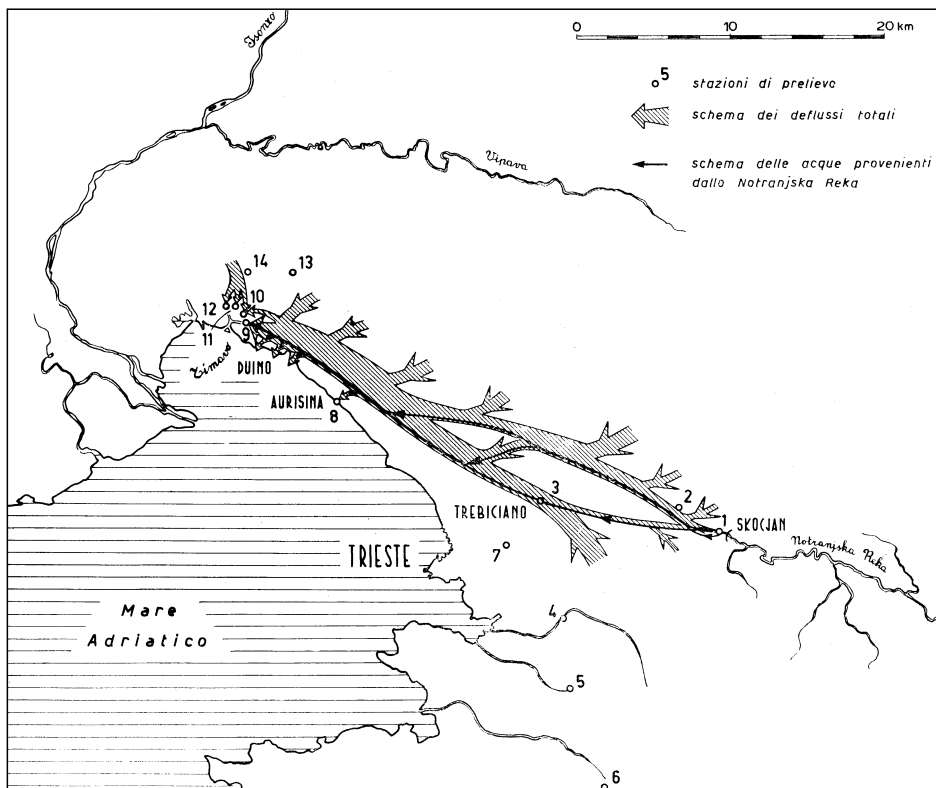 0 10 20 km
5 stazioni di prelievo
schema dei deflussi totali
schema delle acque provenienti
dallo Notranjska Reka
Isonzo
Vipava
14
13
12
10
11
9
Timavo
DUINO
AURISINA
8
3
2
1
SKOCJAN
TREBICIANO
Notranjska Reka
7
TRIESTE
4
Mare
Adriatico
5
6